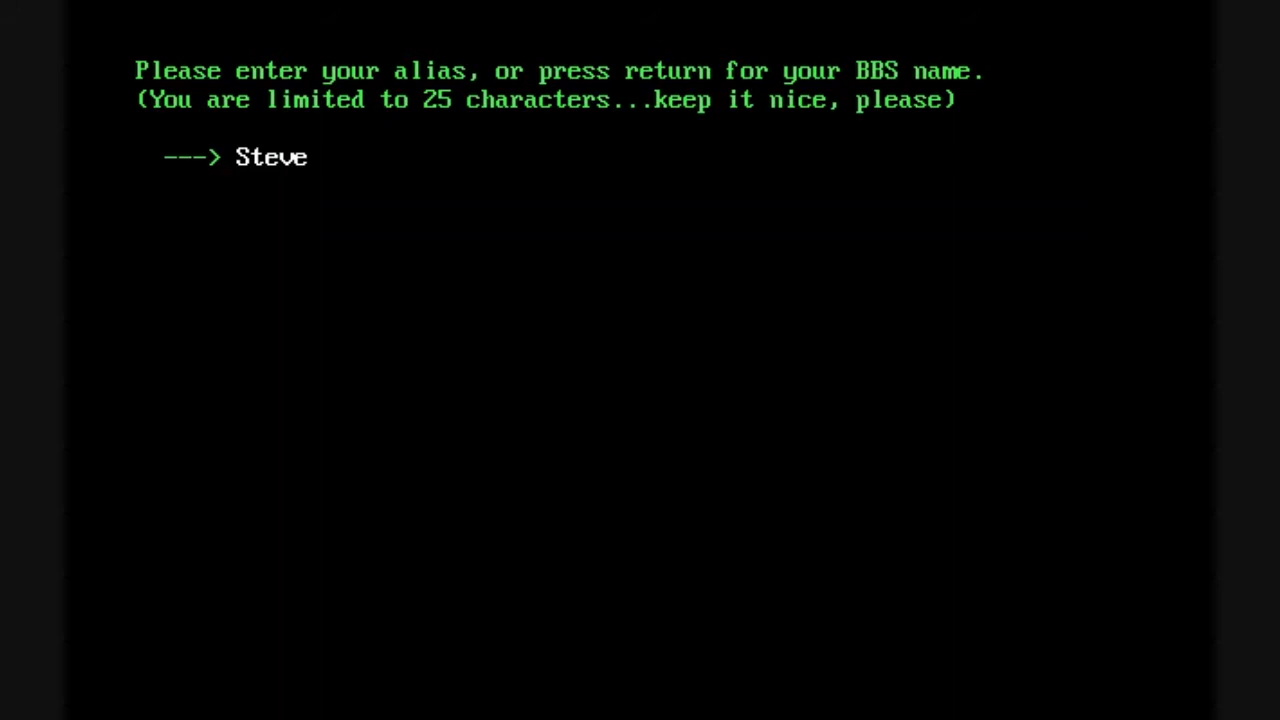 Please enter your alias, or press return for your BBS name.
(You are limited to 25 characters...keep it nice, please)
---> Steve